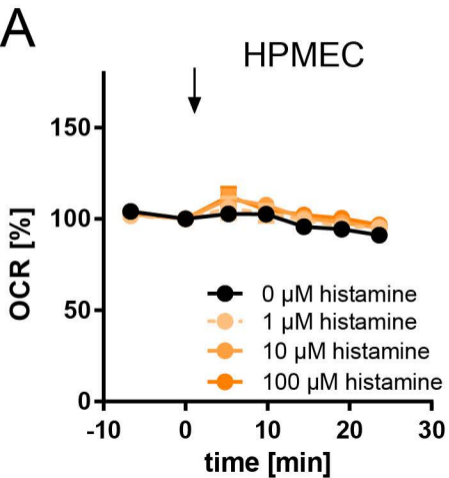 A
HPMEC
OCR [%]
150
100
50
0
0 µM histamine
1 µM histamine
10 µM histamine
100 µM histamine
-10 0 10 20 30
time [min]